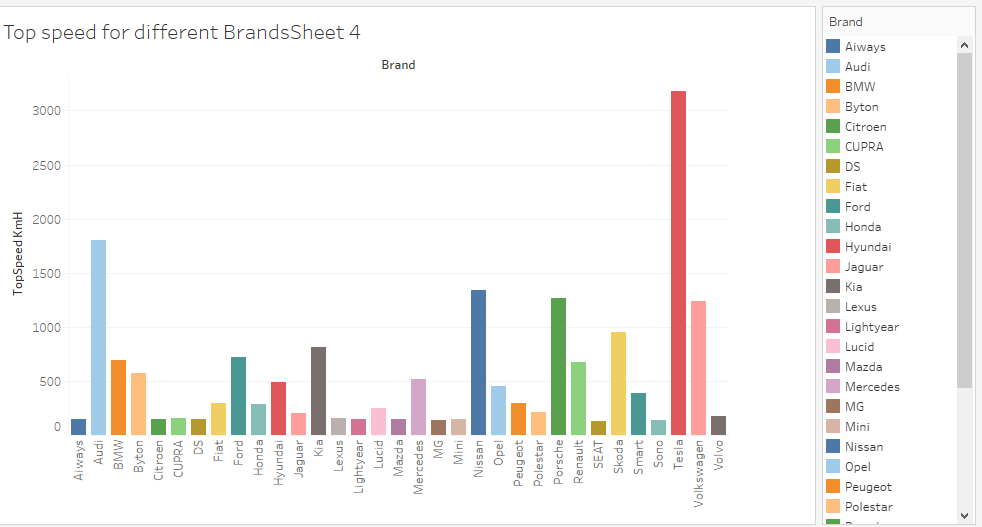 Top speed for different BrandsSheet 4
Brand
TopSpeed KmH
3000
2500
2000
1500
1000
500
0
Aiways
Audi
BMW
Byton
Citroen
CUPRA
DS
Fiat
Ford
Honda
Hyundai
Jaguar
Kia
Lexus
Lightyear
Lucid
Mazda
Mercedes
MG
Mini
Nissan
Opel
Peugeot
Polestar
Porsche
Renault
SEAT
Skoda
Smart
Sono
Tesla
Volkswagen
Volvo
Brand
Aiways
Audi
BMW
Byton
Citroen
CUPRA
DS
Fiat
Ford
Honda
Hyundai
Jaguar
Kia
Lexus
Lightyear
Lucid
Mazda
Mercedes
MG
Mini
Nissan
Opel
Peugeot
Polestar